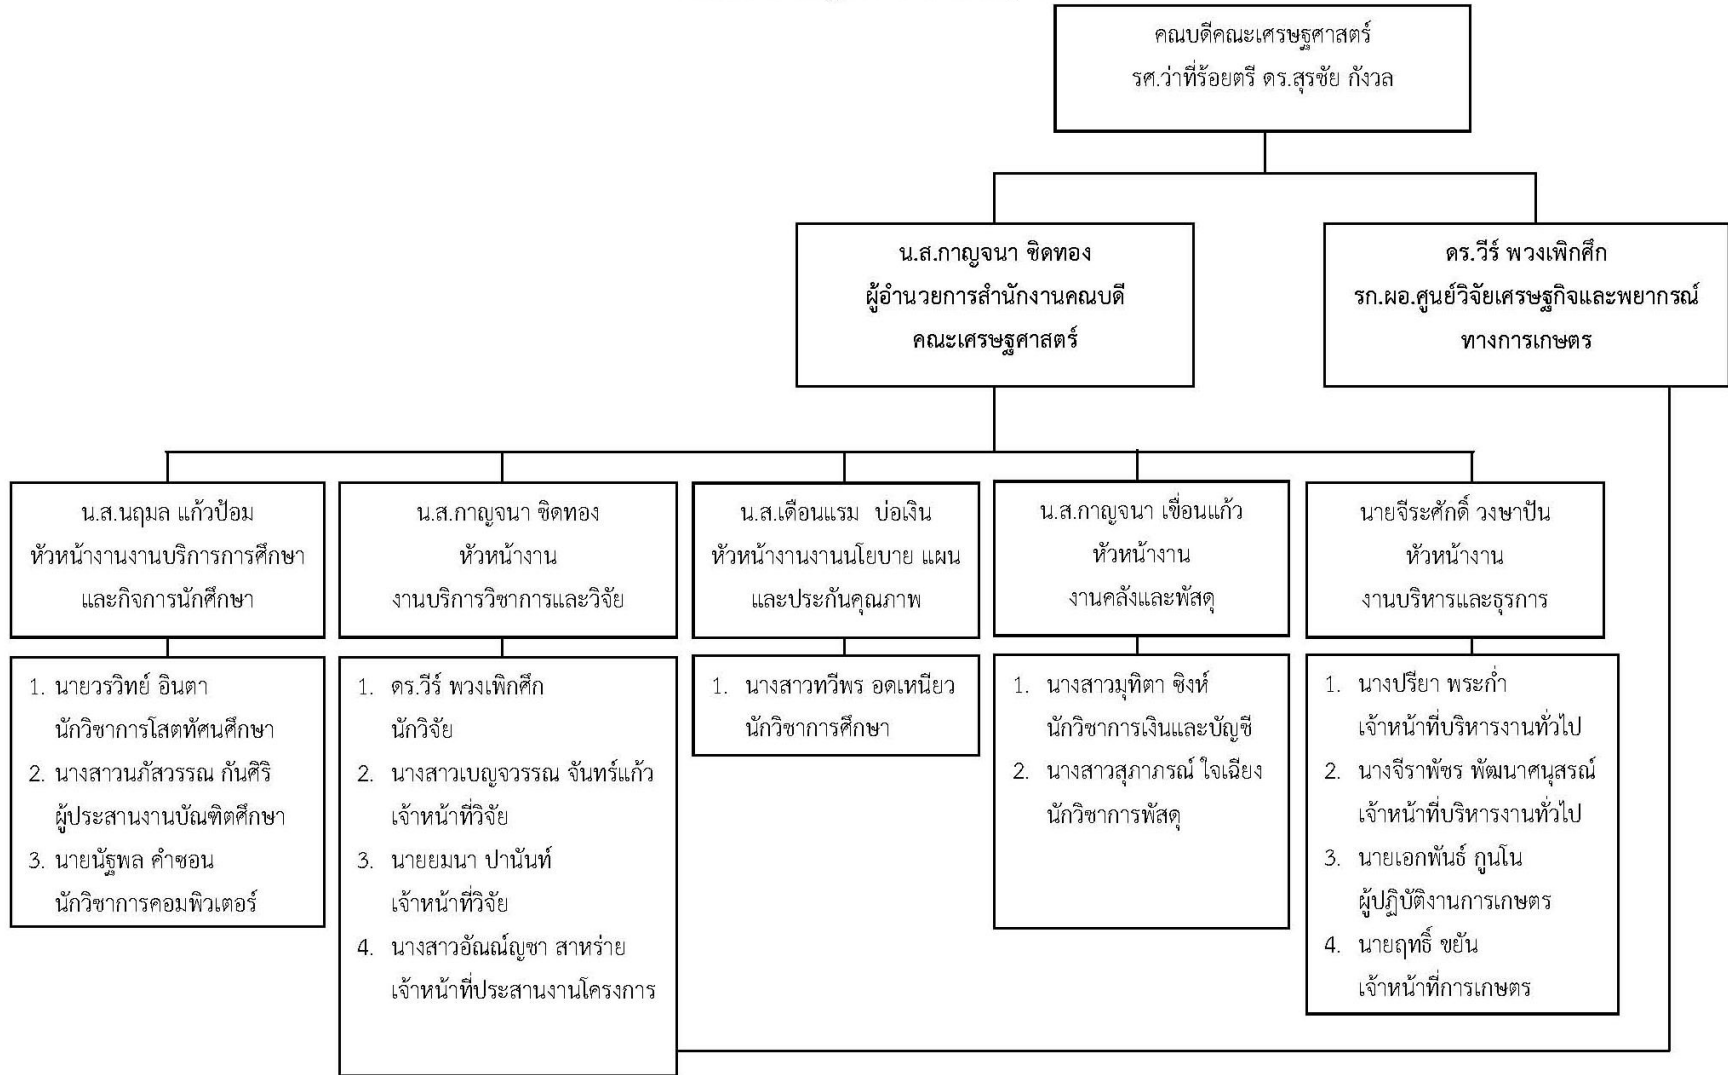 คณบดีคณะเศรษฐศาสตร์
รศ.ว่าที่ร้อยตรี ดร.สุรชัย กังวล
น.ส.กาญจนา ชิดทอง
ผู้อำนวยการสำนักงานคณบดี
คณะเศรษฐศาสตร์
ดร.วีร์ พวงเพิกศึก
รก.ผอ.ศูนย์วิจัยเศรษฐกิจและพยากรณ์
ทางการเกษตร
น.ส.นฤมล แก้วป้อม
หัวหน้างานงานบริการการศึกษา
และกิจการนักศึกษา
น.ส.กาญจนา ชิดทอง
หัวหน้างาน
งานบริการวิชาการและวิจัย
น.ส.เดือนแรม บ่อเงิน
หัวหน้างานงานนโยบาย แผน
และประกันคุณภาพ
น.ส.กาญจนา เขื่อนแก้ว
หัวหน้างาน
งานคลังและพัสดุ
นายจีระศักดิ์ วงษาปัน
หัวหน้างาน
งานบริหารและธุรการ
1. นายวรวิทย์ อินตา
นักวิชาการโสตทัศนศึกษา
2. นางสาวนภัสวรรณ กันศิริ
ผู้ประสานงานบัณฑิตศึกษา
3. นายนัฐพล คำซอน
นักวิชาการคอมพิวเตอร์
1. ดร.วีร์ พวงเพิกศึก
นักวิจัย
2. นางสาวเบญจวรรณ จันทร์แก้ว
เจ้าหน้าที่วิจัย
3. นายยมนา ปานันท์
เจ้าหน้าที่วิจัย
4. นางสาวอัณณ์ญชา สาหร่าย
เจ้าหน้าที่ประสานงานโครงการ
1. นางสาวทวีพร อดเหนียว
นักวิชาการศึกษา
1. นางสาวมุทิตา ซิงห์
นักวิชาการเงินและบัญชี
2. นางสาวสุภาภรณ์ ใจเฉียง
นักวิชาการพัสดุ
1. นางปรียา พระก่ำ
เจ้าหน้าที่บริหารงานทั่วไป
2. นางจีราพัชร พัฒนาศนุสรณ์
เจ้าหน้าที่บริหารงานทั่วไป
3. นายเอกพันธ์ กูนโน
ผู้ปฏิบัติงานการเกษตร
4. นายฤทธิ์ ขยัน
เจ้าหน้าที่การเกษตร